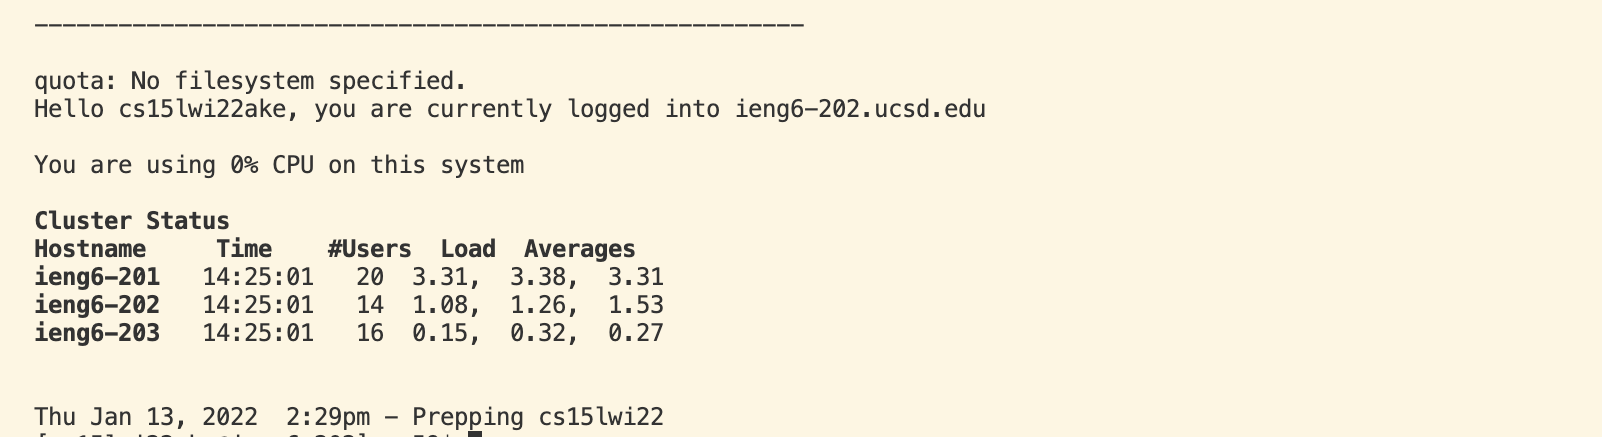 quota: No filesystem specified.
Hello cs15lwi22ake, you are currently logged into ieng6-202.ucsd.edu
You are using 0% CPU on this system
Cluster Status
Hostname     Time    #Users  Load  Averages
ieng6-201   14:25:01   20  3.31,  3.38,  3.31
ieng6-202   14:25:01   14  1.08,  1.26,  1.53
ieng6-203   14:25:01   16  0.15,  0.32,  0.27
Thu Jan 13, 2022  2:29pm - Prepping cs15lwi22